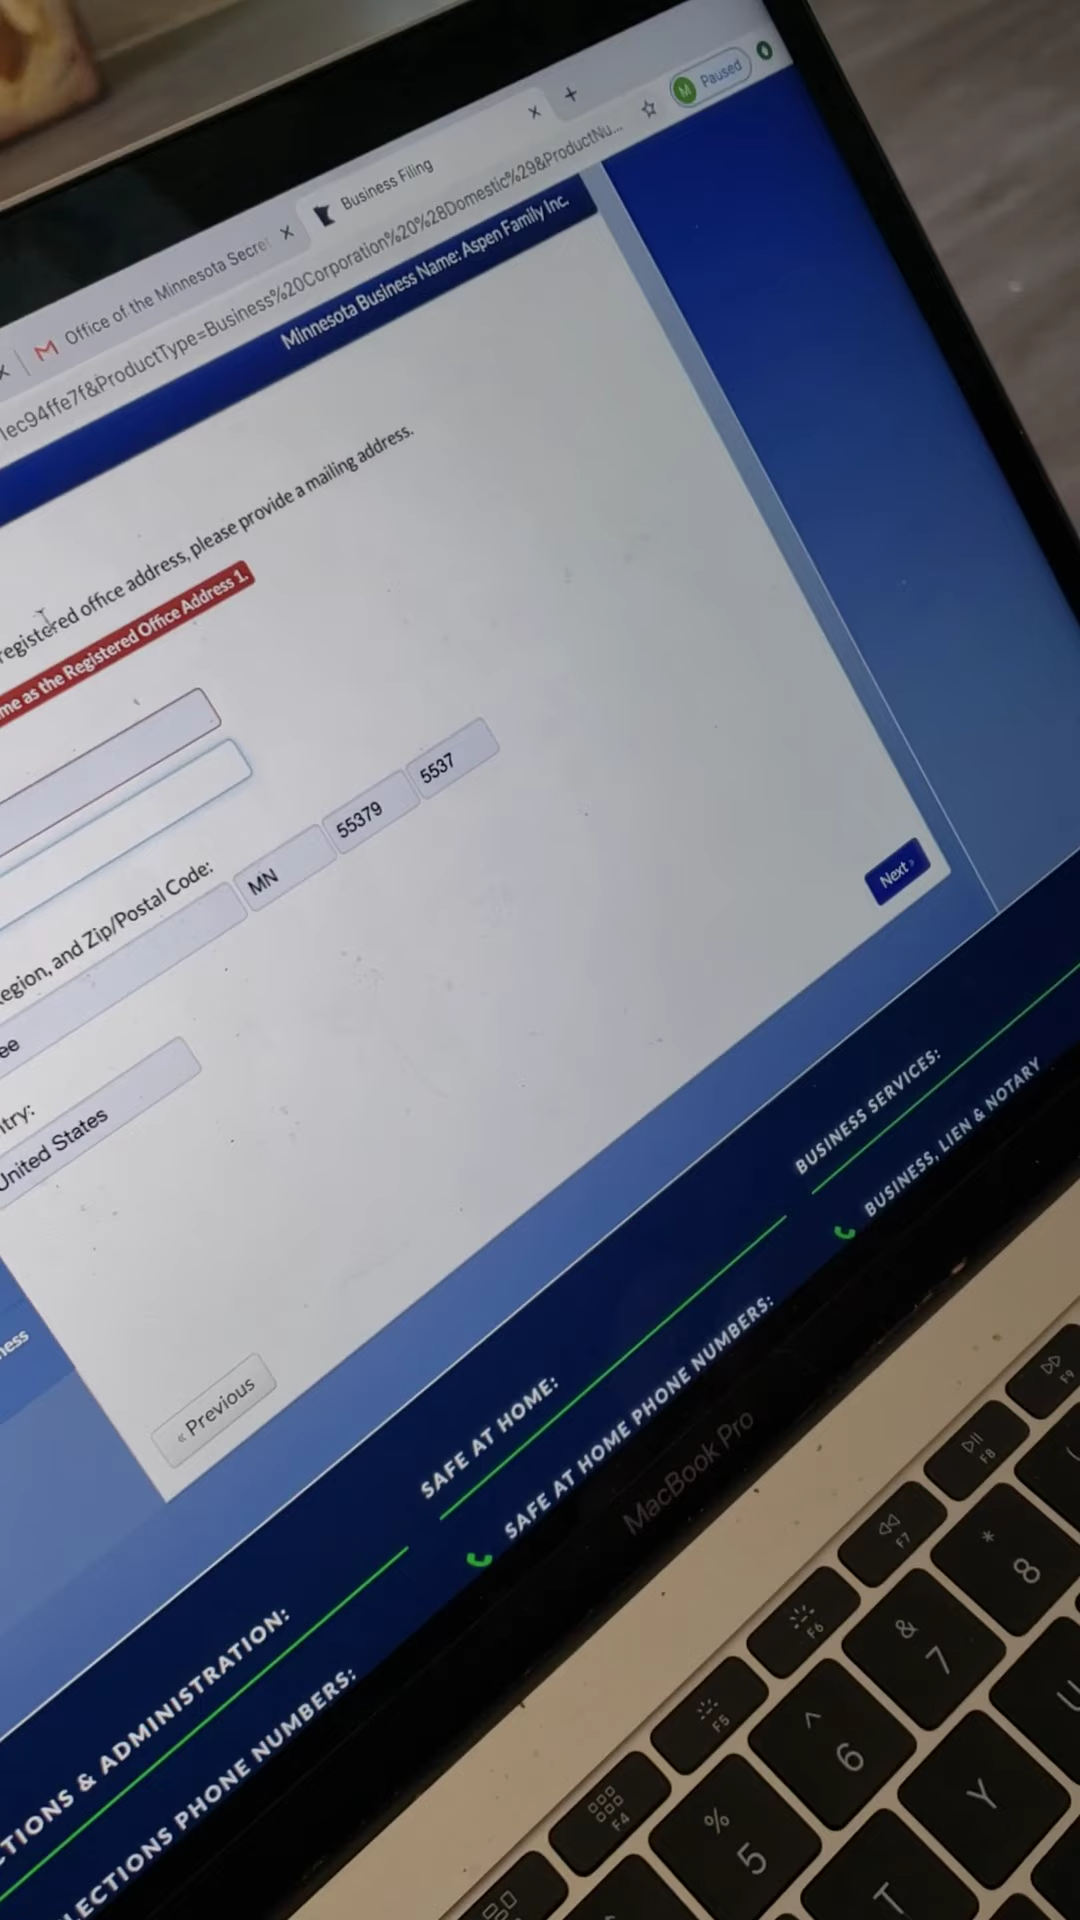 Paused
Business Filing
Office of the Minnesota Secret
1ec94ffe7f&ProductType=Business%20Corporation%20%28Domestic%29&ProductNu...
Minnesota Business Name: Aspen Family Inc.
registered office address, please provide a mailing address.
me as the Registered Office Address 1.
egion, and Zip/Postal Code:
ee
MN
55379
5537
ntry:
United States
Next »
ness
« Previous
BUSINESS SERVICES:
BUSINESS, LIEN & NOTARY
SAFE AT HOME:
SAFE AT HOME PHONE NUMBERS:
CTIONS & ADMINISTRATION:
LECTIONS PHONE NUMBERS:
MacBook Pro
F9
F8
F7
F6
F5
F4
*
8
&
7
^
6
%
5
U
Y
T